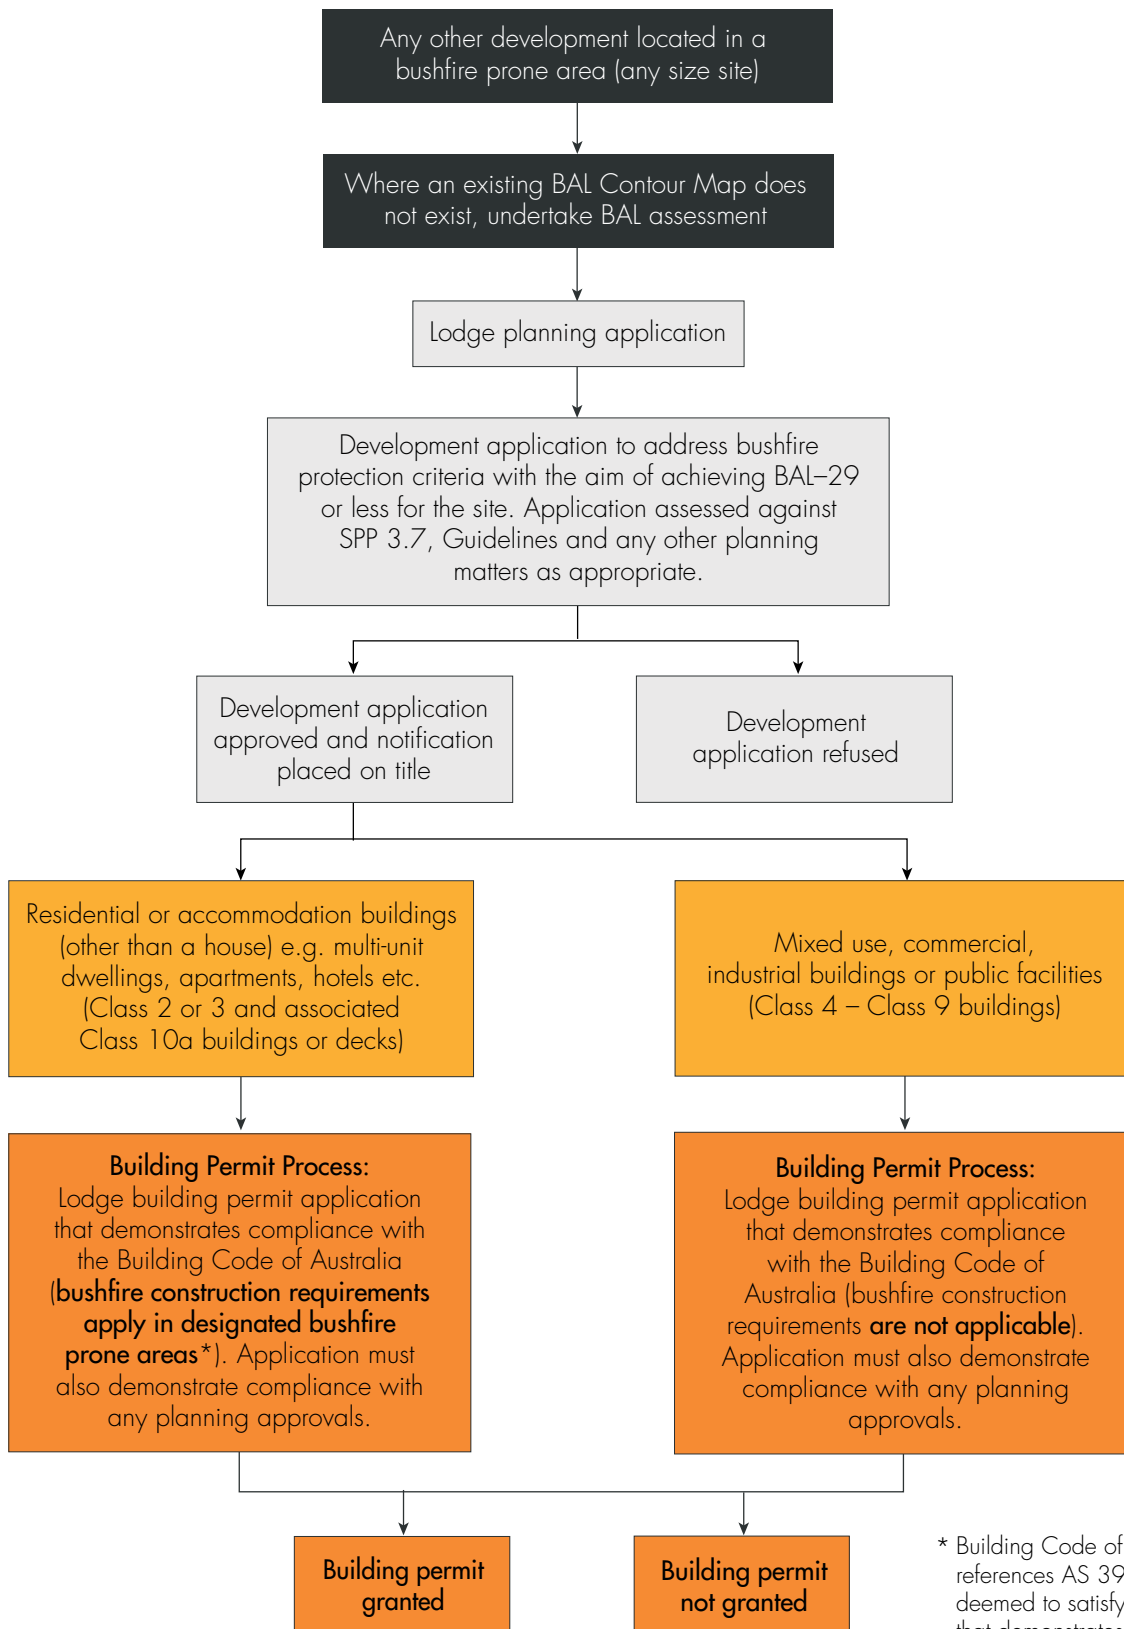 Any other development located in a
bushfire prone area (any size site)
Where an existing BAL Contour Map does
not exist, undertake BAL assessment
Lodge planning application
Development application to address bushfire
protection criteria with the aim of achieving BAL–29
or less for the site. Application assessed against
SPP 3.7, Guidelines and any other planning
matters as appropriate.
Development application
approved and notification
placed on title
Development
application refused
Residential or accommodation buildings
(other than a house) e.g. multi-unit
dwellings, apartments, hotels etc.
(Class 2 or 3 and associated
Class 10a buildings or decks)
Mixed use, commercial,
industrial buildings or public facilities
(Class 4 – Class 9 buildings)
Building Permit Process:
Lodge building permit application
that demonstrates compliance with
the Building Code of Australia
(bushfire construction requirements
apply in designated bushfire
prone areas*). Application must
also demonstrate compliance with
any planning approvals.
Building Permit Process:
Lodge building permit application
that demonstrates compliance
with the Building Code of
Australia (bushfire construction
requirements are not applicable).
Application must also demonstrate
compliance with any planning
approvals.
Building permit
granted
Building permit
not granted
* Building Code of
references AS 39
deemed to satisfy
that demonstrates